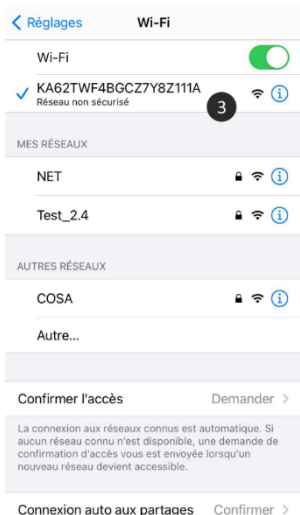 Réglages Wi-Fi
Wi-Fi
KA62TWF4BGCZ7Y8Z111A
Réseau non sécurisé
3
MES RÉSEAUX
NET
Test_2.4
AUTRES RÉSEAUX
COSA
Autre...
Confirmer l'accès Demander
La connexion aux réseaux connus est automatique. Si
aucun réseau connu n'est disponible, une demande de
confirmation d'accès vous est envoyée lorsqu'un
nouveau réseau devient accessible.
Connexion auto aux partages Confirmer